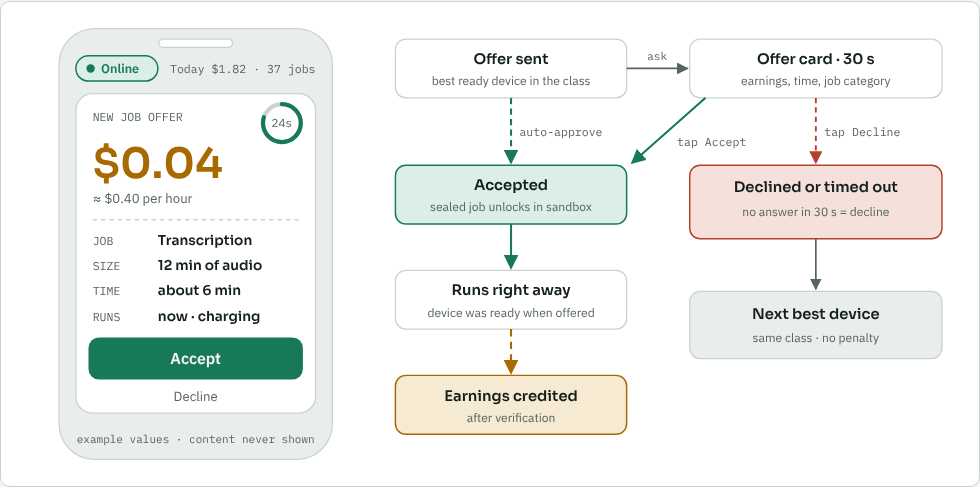 Online
Today $1.82 · 37 jobs
NEW JOB OFFER
24s
$0.04
≈ $0.40 per hour
JOB Transcription
SIZE 12 min of audio
TIME about 6 min
RUNS now · charging
Accept
Decline
example values · content never shown
Offer sent
best ready device in the class
ask
Offer card · 30 s
earnings, time, job category
auto-approve
tap Accept
tap Decline
Accepted
sealed job unlocks in sandbox
Declined or timed out
no answer in 30 s = decline
Runs right away
device was ready when offered
Next best device
same class · no penalty
Earnings credited
after verification